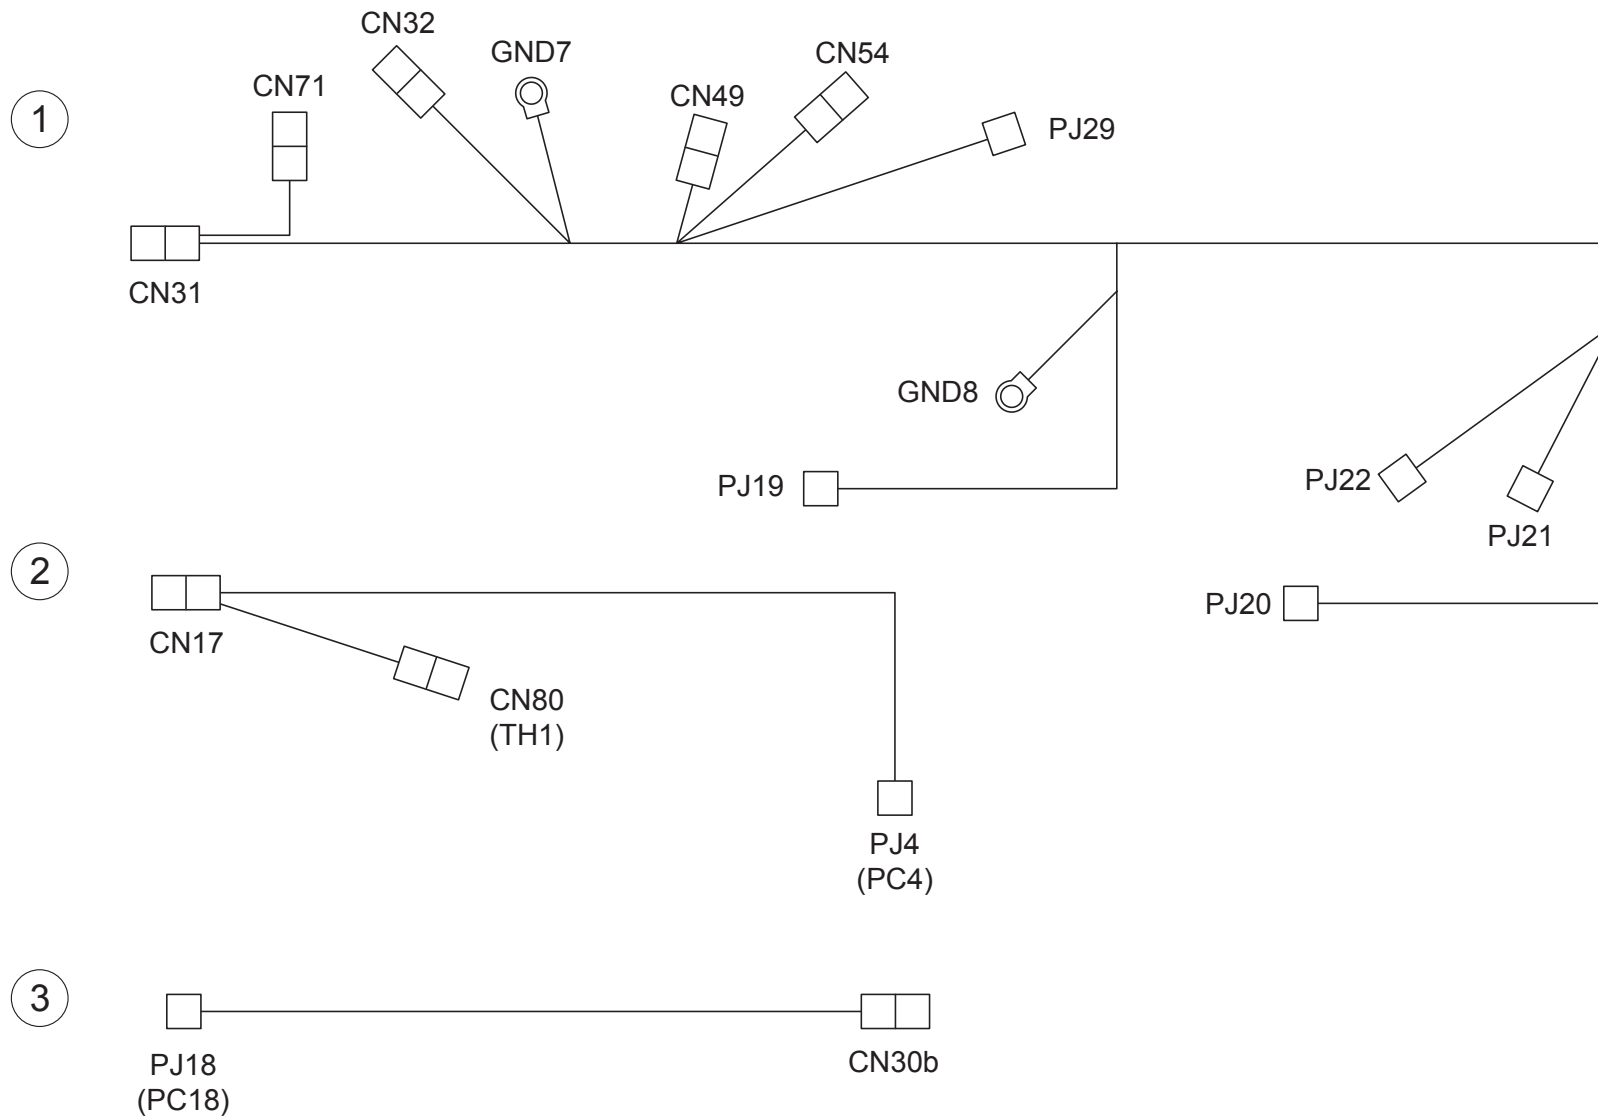 1
CN71
CN32
GND7
CN49
CN54
PJ29
CN31
GND8
PJ19
PJ22
PJ21
PJ20
2
CN17
CN80
(TH1)
PJ4
(PC4)
3
PJ18
(PC18)
CN30b